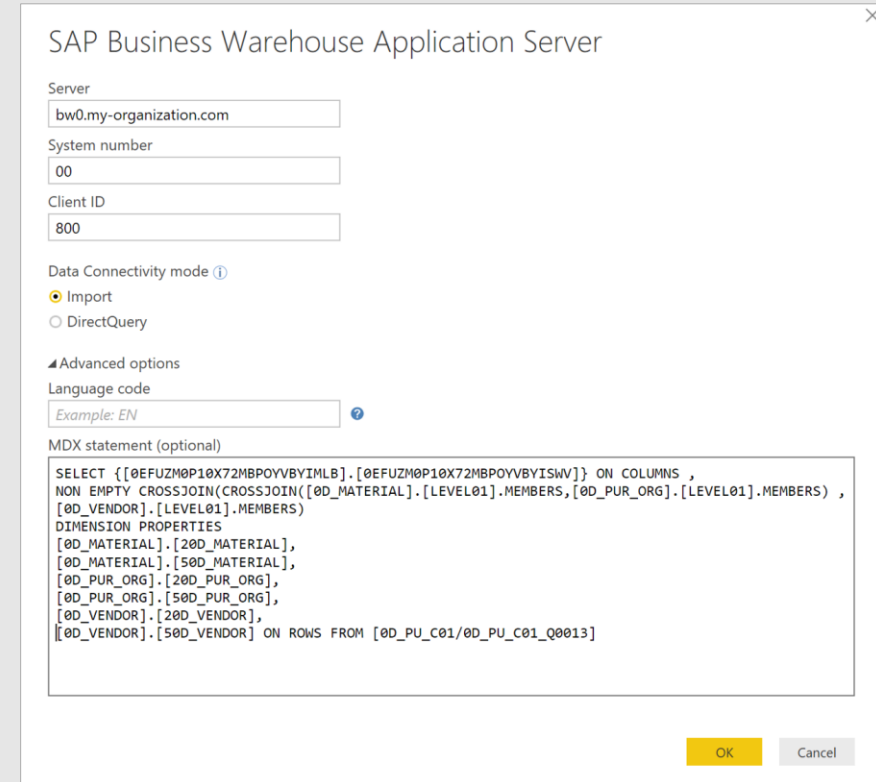 SAP Business Warehouse Application Server
Server
bw0.my-organization.com
System number
00
Client ID
800
Data Connectivity mode
Import
DirectQuery
Advanced options
Language code
Example: EN
MDX statement (optional)
SELECT {[0EFUZM0P10X72MBPOYVBYIMLB].[0EFUZM0P10X72MBPOYVBYISWV]} ON COLUMNS ,
NON EMPTY CROSSJOIN(CROSSJOIN([0D_MATERIAL].[LEVEL01].MEMBERS,[0D_PUR_ORG].[LEVEL01].MEMBERS) ,
[0D_VENDOR].[LEVEL01].MEMBERS)
DIMENSION PROPERTIES
[0D_MATERIAL].[20D_MATERIAL],
[0D_MATERIAL].[50D_MATERIAL],
[0D_PUR_ORG].[20D_PUR_ORG],
[0D_PUR_ORG].[50D_PUR_ORG],
[0D_VENDOR].[20D_VENDOR],
[0D_VENDOR].[50D_VENDOR] ON ROWS FROM [0D_PU_C01/0D_PU_C01_Q0013]
OK Cancel